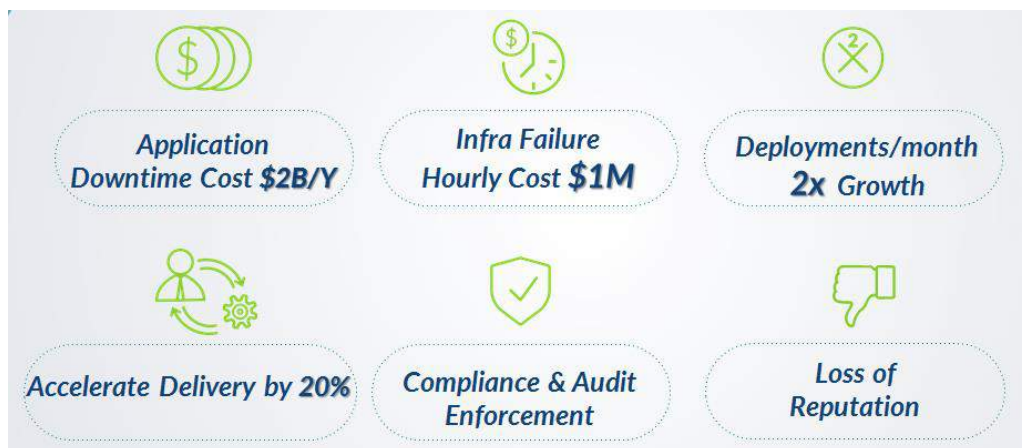 $
$
2
Application
Downtime Cost $2B/Y
Infra Failure
Hourly Cost $1M
Deployments/month
2x Growth
Accelerate Delivery by 20%
Compliance & Audit
Enforcement
Loss of
Reputation